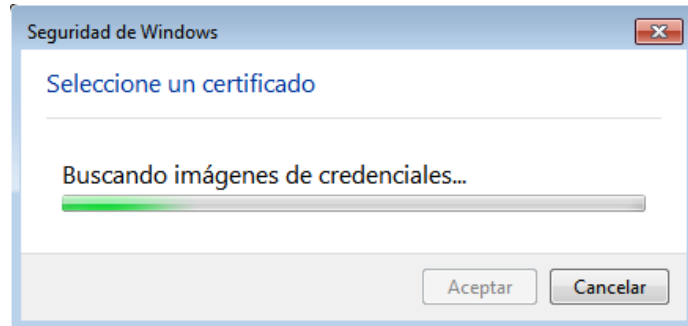 Seguridad de Windows
Seleccione un certificado
Buscando imágenes de credenciales...
Aceptar
Cancelar